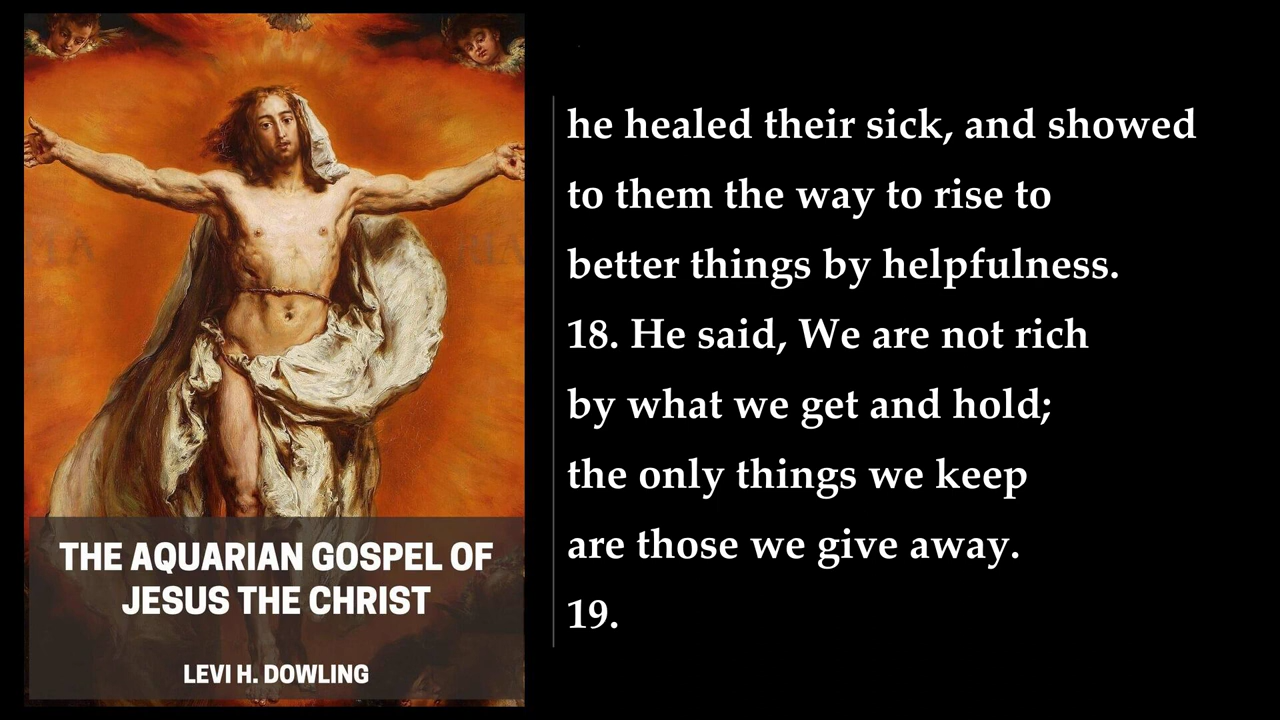 THE AQUARIAN GOSPEL OF
JESUS THE CHRIST
LEVI H. DOWLING
he healed their sick, and showed
to them the way to rise to
better things by helpfulness.
18. He said, We are not rich
by what we get and hold;
the only things we keep
are those we give away.
19.